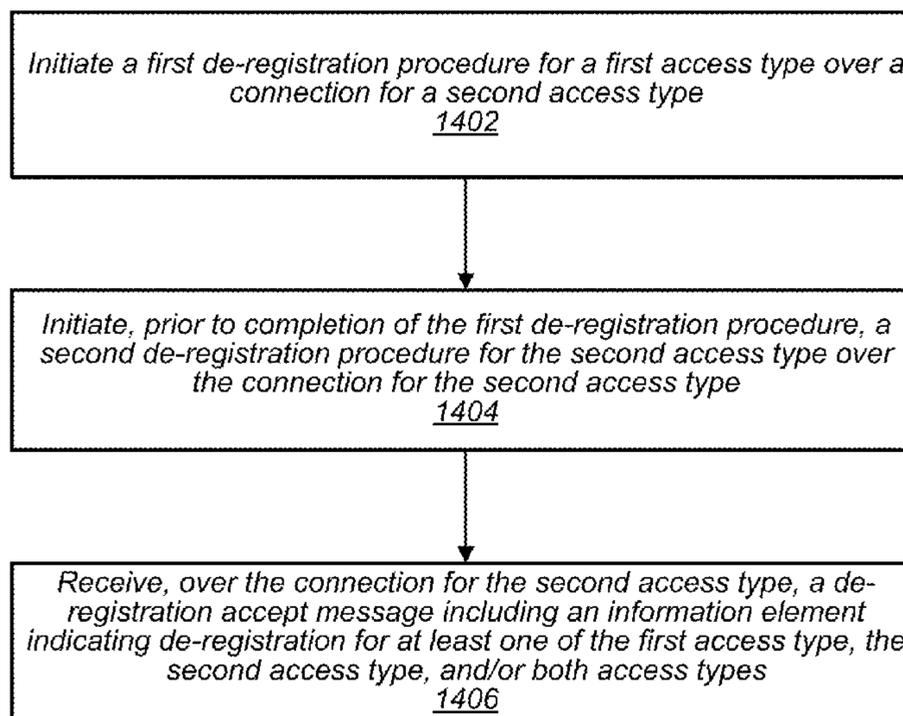 Initiate a first de-registration procedure for a first access type over a
connection for a second access type
1402
Initiate, prior to completion of the first de-registration procedure, a
second de-registration procedure for the second access type over
the connection for the second access type
1404
Receive, over the connection for the second access type, a de-
registration accept message including an information element
indicating de-registration for at least one of the first access type, the
second access type, and/or both access types
1406